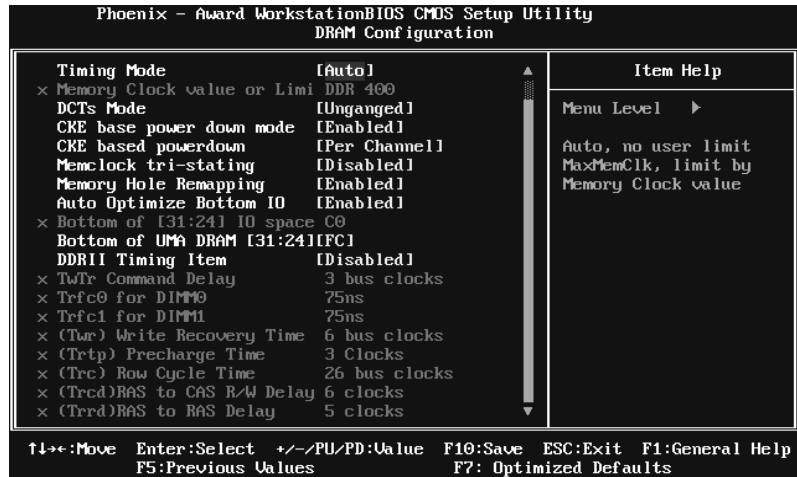 Phoenix - Award WorkstationBIOS CMOS Setup Utility
DRAM Configuration
Timing Mode [Auto]
x Memory Clock value or Limi DDR 400
DCTs Mode [Unganged]
CKE base power down mode [Enabled]
CKE based powerdown [Per Channel]
Memclock tri-stating [Disabled]
Memory Hole Remapping [Enabled]
Auto Optimize Bottom IO [Enabled]
x Bottom of [31:24] IO space C0
Bottom of UMA DRAM [31:24][FC]
DDRII Timing Item [Disabled]
x TwTr Command Delay 3 bus clocks
x Trfc0 for DIMM0 75ns
x Trfc1 for DIMM1 75ns
x (Twr) Write Recovery Time 6 bus clocks
x (Trtp) Precharge Time 3 Clocks
x (Trc) Row Cycle Time 26 bus clocks
x (Trcd)RAS to CAS R/W Delay 6 clocks
x (Trrd)RAS to RAS Delay 5 clocks
Item Help
Menu Level ▶
Auto, no user limit
MaxMemClk, limit by
Memory Clock value
↑↓→←:Move Enter:Select +/-/PU/PD:Value F10:Save ESC:Exit F1:General Help
F5:Previous Values F7: Optimized Defaults